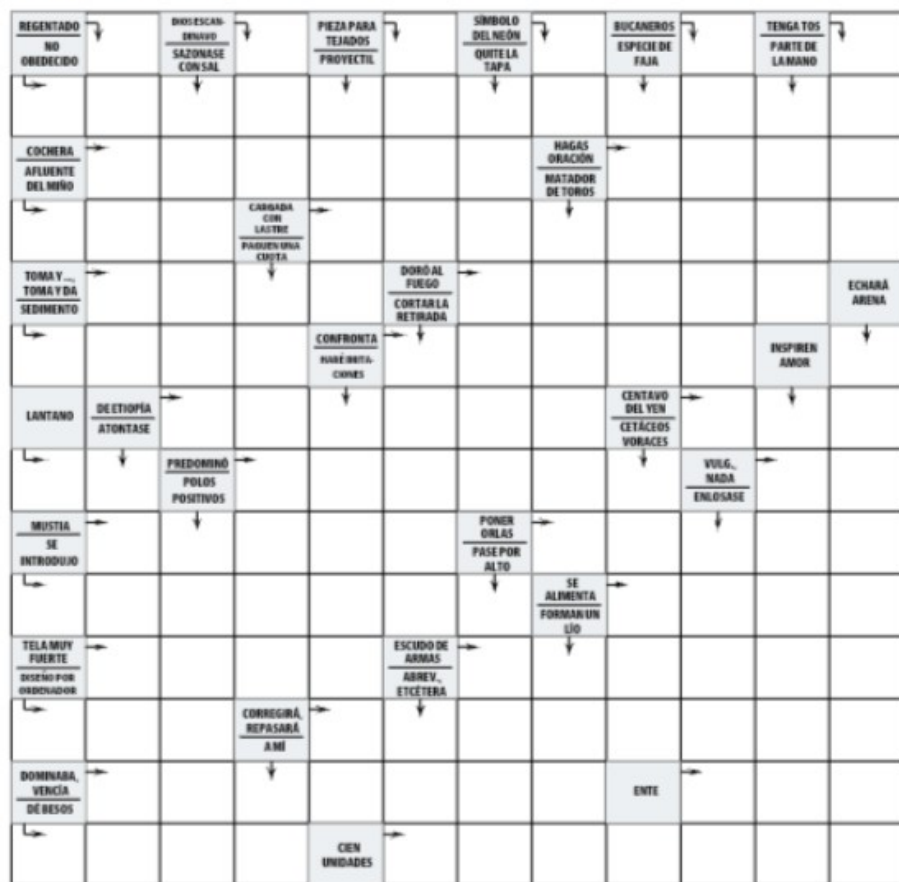 REGENTADO
NO
OBEDECIDO
DIOS ESCAN-
DINAVO
SAZONASE
CON SAL
PIEZA PARA
TEJADOS
PROYECTIL
SÍMBOLO
DEL NEÓN
QUITE LA
TAPA
BUCANEROS
ESPECIE DE
FAJA
TENGA TOS
PARTE DE
LA MANO
COCHERA
AFLUENTE
DEL MIÑO
HAGAS
ORACIÓN
MATADOR
DE TOROS
CARGADA
CON
LASTRE
PAGUEN UNA
CUOTA
TOMA Y ...,
TOMA Y DA
SEDIMENTO
DORÓ AL
FUEGO
CORTAR LA
RETIRADA
ECHARÁ
ARENA
CONFRONTA
HARÉ IMITA-
CIONES
INSPIREN
AMOR
LANTANO
DE ETIOPÍA
ATONTASE
CENTAVO
DEL YEN
CETÁCEOS
VORACES
PREDOMINÓ
POLOS
POSITIVOS
VULG.,
NADA
ENLOSASE
MUSTIA
SE
INTRODUJO
PONER
ORLAS
PASE POR
ALTO
SE
ALIMENTA
FORMAN UN
LÍO
TELA MUY
FUERTE
DISEÑO POR
ORDENADOR
ESCUDO DE
ARMAS
ABREV.,
ETCÉTERA
CORREGIRÁ,
REPASARÁ
A MÍ
DOMINABA,
VENCÍA
DÉ BESOS
ENTE
CIEN
UNIDADES